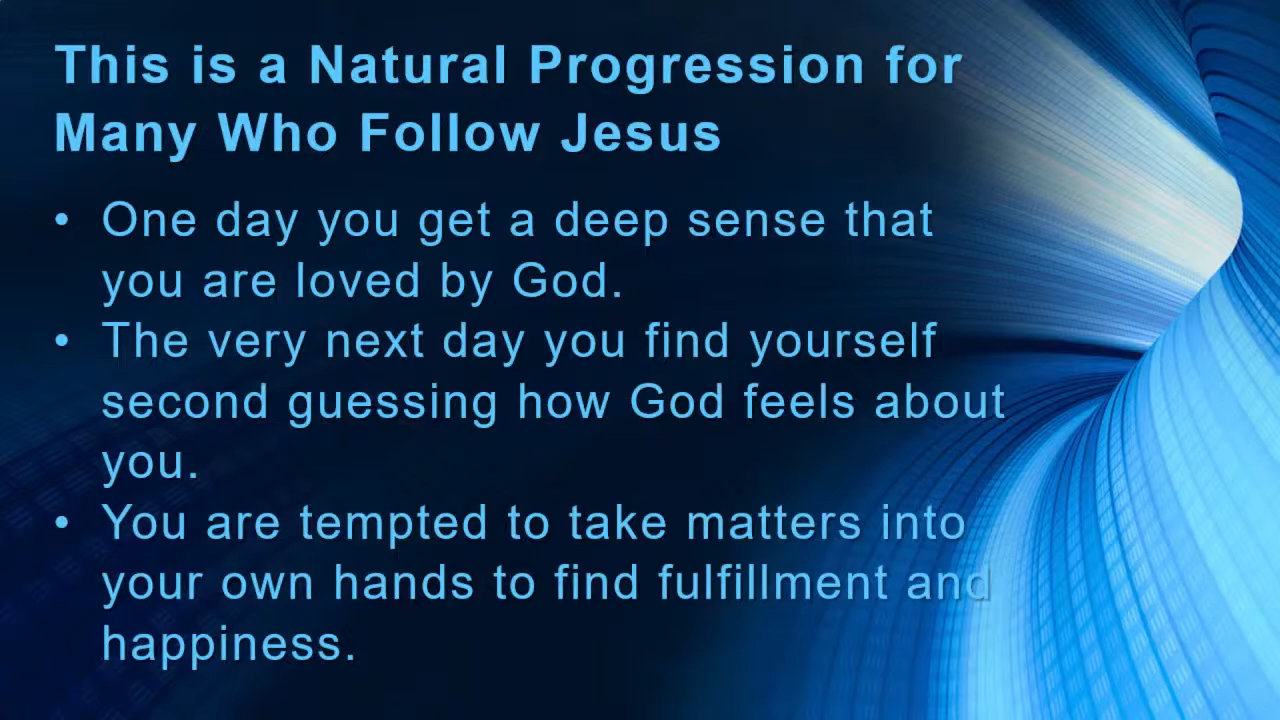 This is a Natural Progression for
Many Who Follow Jesus
• One day you get a deep sense that
you are loved by God.
• The very next day you find yourself
second guessing how God feels about
you.
• You are tempted to take matters into
your own hands to find fulfillment and
happiness.